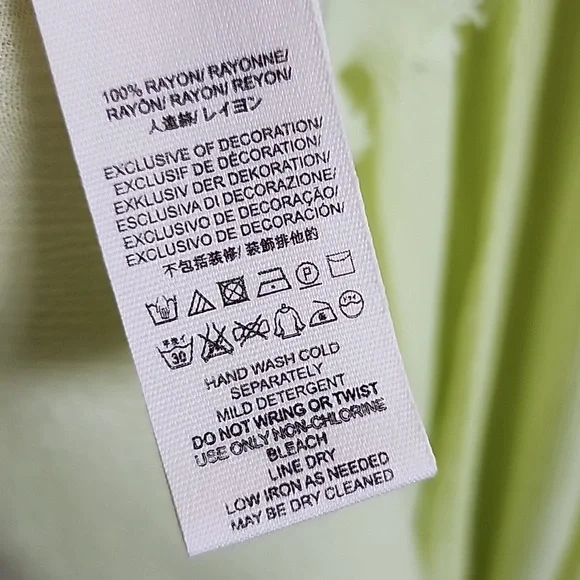 100% RAYON/ RAYONNE/
RAYÓN/ RAYON/ REYON/
人造絲/ レイヨン
EXCLUSIVE OF DECORATION/
EXCLUSIF DE DÉCORATION/
EXKLUSIV DER DEKORATION/
ESCLUSIVA DI DECORAZIONE/
EXCLUSIVO DE DECORAÇÃO/
EXCLUSIVO DE DECORACIÓN/
不包括装修/ 装飾排他的
P
30
HAND WASH COLD
SEPARATELY
MILD DETERGENT
DO NOT WRING OR TWIST
USE ONLY NON-CHLORINE
BLEACH
LINE DRY
LOW IRON AS NEEDED
MAY BE DRY CLEANED